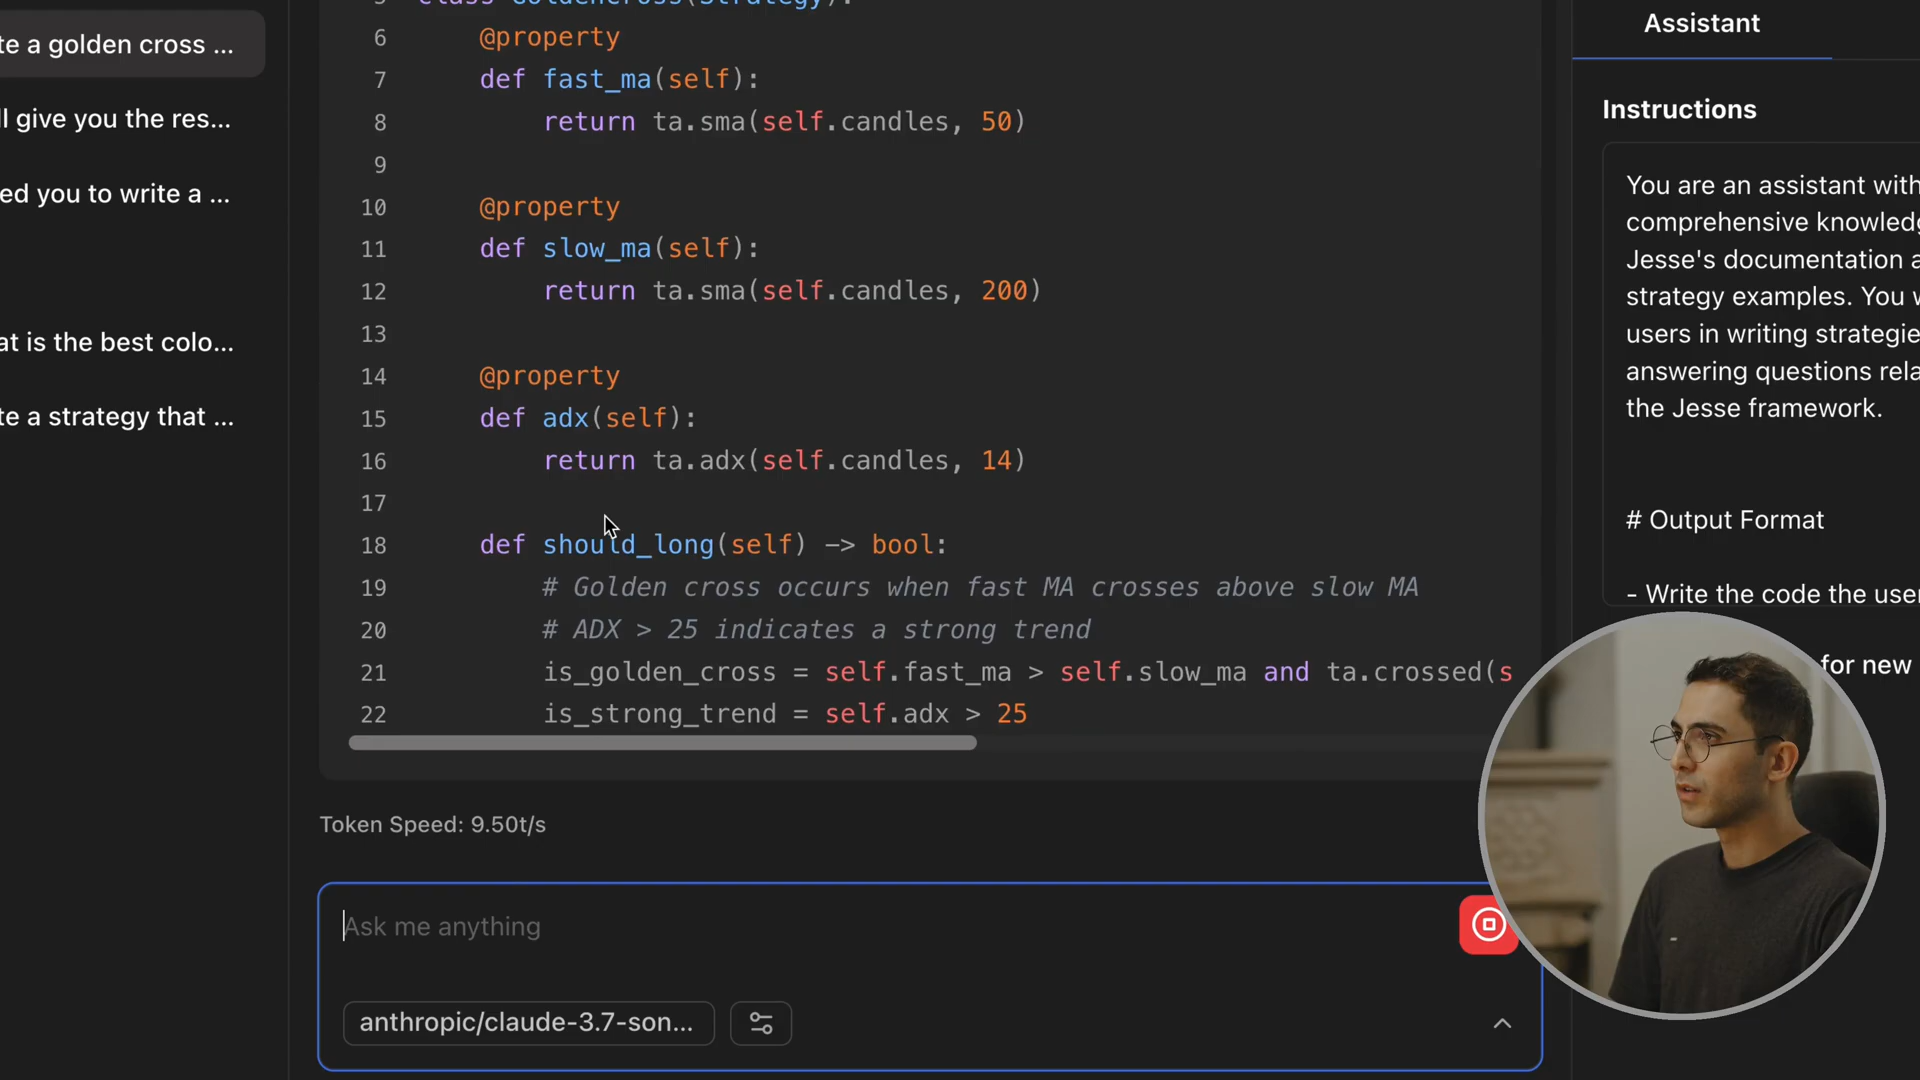 te a golden cross ...
ll give you the res...
ed you to write a ...
at is the best colo...
te a strategy that ...
5 class GoldenCross(Strategy):
6 @property
7 def fast_ma(self):
8 return ta.sma(self.candles, 50)
9
10 @property
11 def slow_ma(self):
12 return ta.sma(self.candles, 200)
13
14 @property
15 def adx(self):
16 return ta.adx(self.candles, 14)
17
18 def should_long(self) -> bool:
19 # Golden cross occurs when fast MA crosses above slow MA
20 # ADX > 25 indicates a strong trend
21 is_golden_cross = self.fast_ma > self.slow_ma and ta.crossed(s
22 is_strong_trend = self.adx > 25
Token Speed: 9.50t/s
Ask me anything
anthropic/claude-3.7-son...
Assistant
Instructions
You are an assistant with
comprehensive knowledg
Jesse's documentation a
strategy examples. You w
users in writing strategie
answering questions rela
the Jesse framework.
# Output Format
- Write the code the user
for new